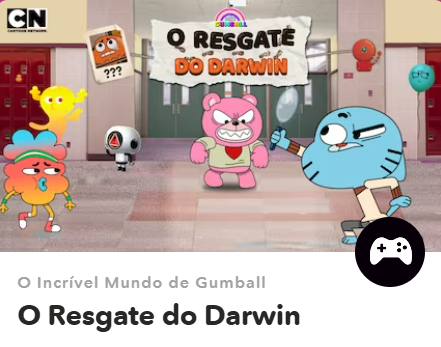 CN
CARTOON NETWORK
GUMBALL
O RESGATE
DO DARWIN
???
O Incrível Mundo de Gumball
O Resgate do Darwin